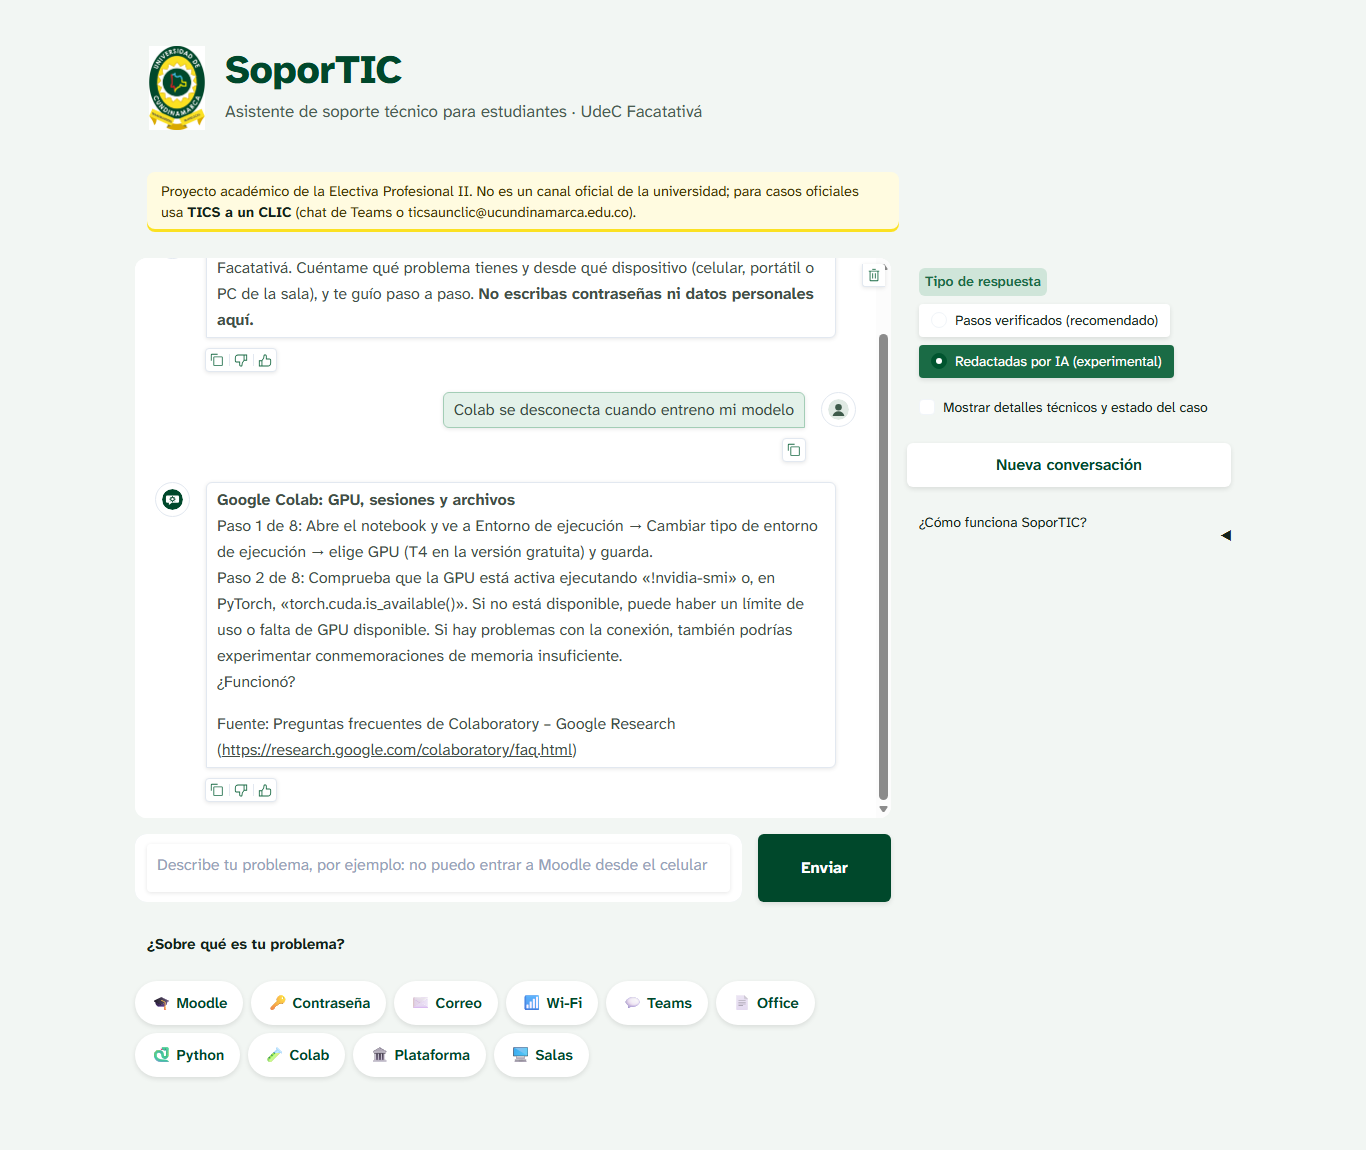 UNIVERSIDAD DE
CUNDINAMARCA
SoporTIC
Asistente de soporte técnico para estudiantes · UdeC Facatativá
Proyecto académico de la Electiva Profesional II. No es un canal oficial de la universidad; para casos oficiales
usa TICS a un CLIC (chat de Teams o ticsaunclic@ucundinamarca.edu.co).
Facatativá. Cuéntame qué problema tienes y desde qué dispositivo (celular, portátil o
PC de la sala), y te guío paso a paso. No escribas contraseñas ni datos personales
aquí.
Colab se desconecta cuando entreno mi modelo
Google Colab: GPU, sesiones y archivos
Paso 1 de 8: Abre el notebook y ve a Entorno de ejecución → Cambiar tipo de entorno
de ejecución → elige GPU (T4 en la versión gratuita) y guarda.
Paso 2 de 8: Comprueba que la GPU está activa ejecutando «!nvidia-smi» o, en
PyTorch, «torch.cuda.is_available()». Si no está disponible, puede haber un límite de
uso o falta de GPU disponible. Si hay problemas con la conexión, también podrías
experimentar conmemoraciones de memoria insuficiente.
¿Funcionó?
Fuente: Preguntas frecuentes de Colaboratory – Google Research
(https://research.google.com/colaboratory/faq.html)
Describe tu problema, por ejemplo: no puedo entrar a Moodle desde el celular
Enviar
¿Sobre qué es tu problema?
Moodle
Contraseña
Correo
Wi-Fi
Teams
Office
Python
Colab
Plataforma
Salas
Tipo de respuesta
Pasos verificados (recomendado)
Redactadas por IA (experimental)
Mostrar detalles técnicos y estado del caso
Nueva conversación
¿Cómo funciona SoporTIC?